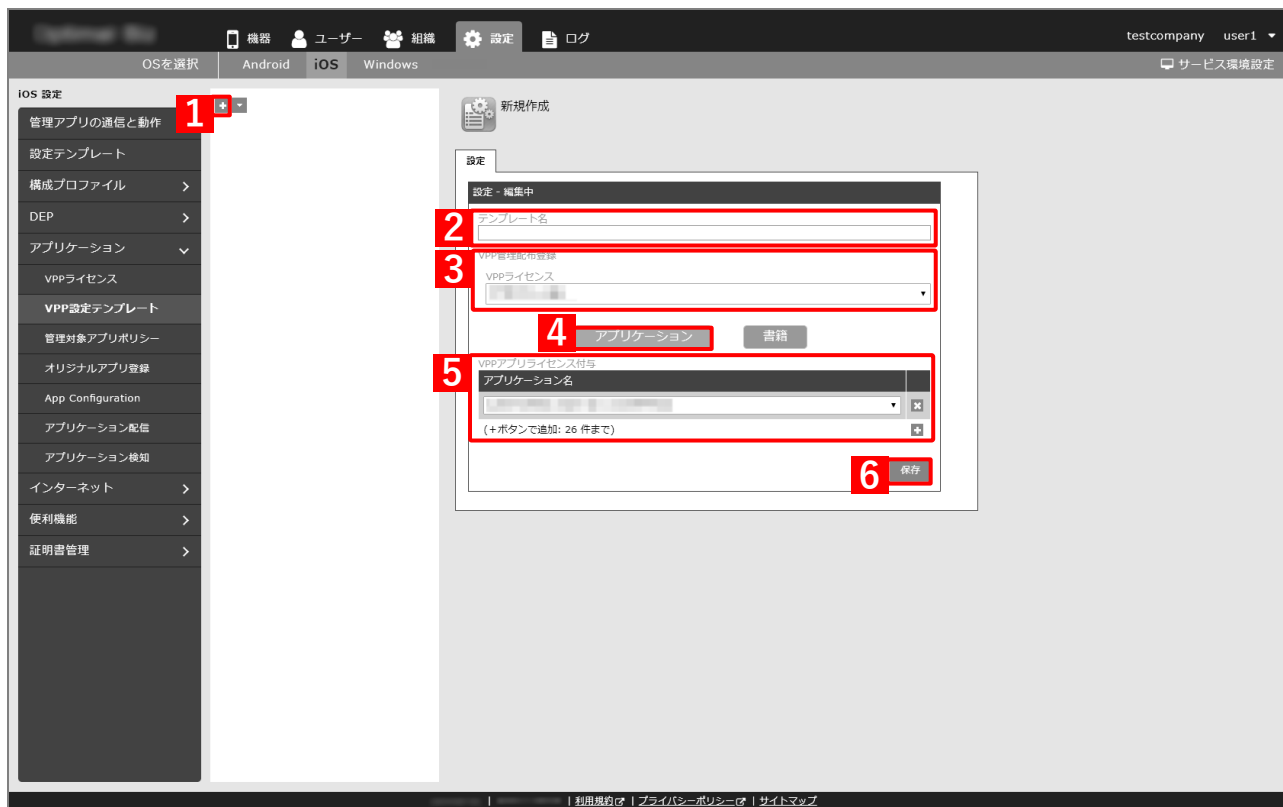 機器 ユーザー 組織 設定 ログ testcompany user1
OSを選択 Android iOS Windows サービス環境設定
iOS 設定
管理アプリの通信と動作
設定テンプレート
構成プロファイル
DEP
アプリケーション
VPPライセンス
VPP設定テンプレート
管理対象アプリポリシー
オリジナルアプリ登録
App Configuration
アプリケーション配信
アプリケーション検知
インターネット
便利機能
証明書管理
1
新規作成
設定
設定 - 編集中
2 テンプレート名
VPP管理配布登録
3 VPPライセンス
4 アプリケーション 書籍
VPPアプリライセンス付与
5 アプリケーション名
(+ボタンで追加: 26 件まで)
6 保存
| | 利用規約 | プライバシーポリシー | サイトマップ